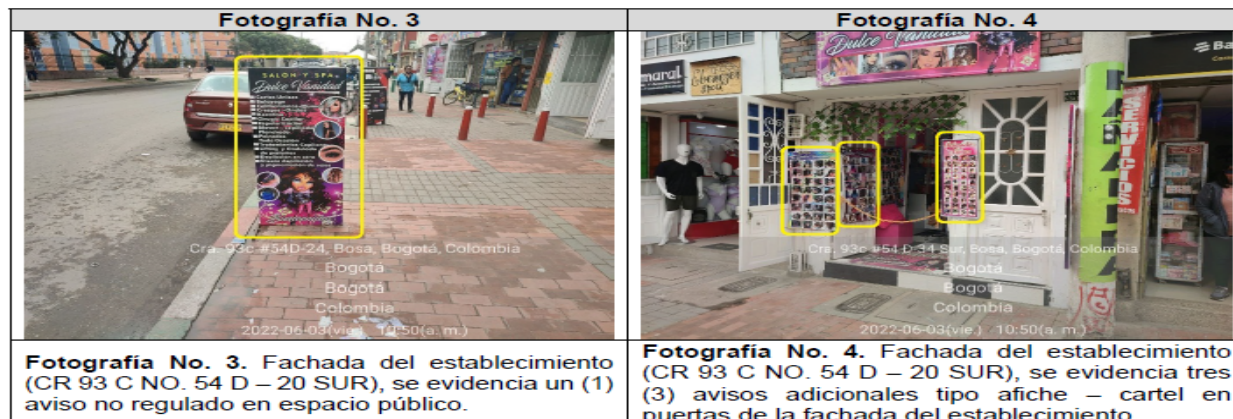 Fotografía No. 3
SALON Y SPA
Dulce Vanidad
Cra. 93c #54D-24, Bosa, Bogotá, Colombia
Bogotá
Bogotá
Colombia
2022-06-03(vie.) 10:50(a. m.)
Fotografía No. 3. Fachada del establecimiento
(CR 93 C NO. 54 D – 20 SUR), se evidencia un (1)
aviso no regulado en espacio público.
Fotografía No. 4
Dulce Vanidad
maral
SERVICIOS
Cra. 93c #54 D-34 Sur, Bosa, Bogotá, Colombia
Bogotá
Bogotá
Colombia
2022-06-03(vie.) 10:50(a. m.)
Fotografía No. 4. Fachada del establecimiento
(CR 93 C NO. 54 D – 20 SUR), se evidencia tres
(3) avisos adicionales tipo afiche – cartel en
puertas de la fachada del establecimiento